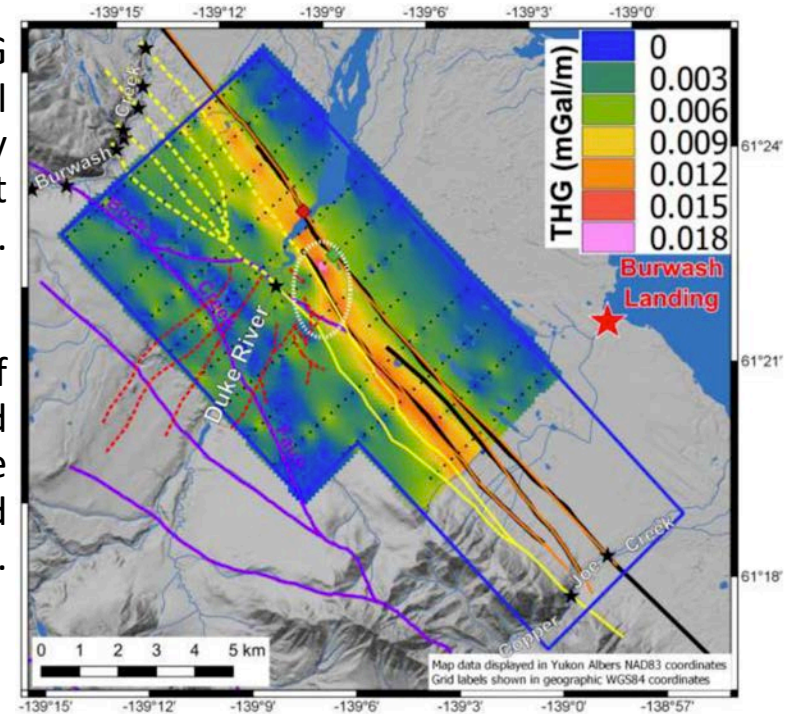 -139°15' -139°12' -139°9' -139°6' -139°3' -139°0'
G
l
y
t
.
f
d
e
d
.
THG (mGal/m)
0
0.003
0.006
0.009
0.012
0.015
0.018
61°24'
61°21'
61°18'
Burwash
Landing
Burwash Creek
Bock's
Creek
Fault
Duke River
Copper Joe Creek
0 1 2 3 4 5 km
Map data displayed in Yukon Albers NAD83 coordinates
Grid labels shown in geographic WGS84 coordinates
-139°15' -139°12' -139°9' -139°6' -139°3' -139°0' -138°57'